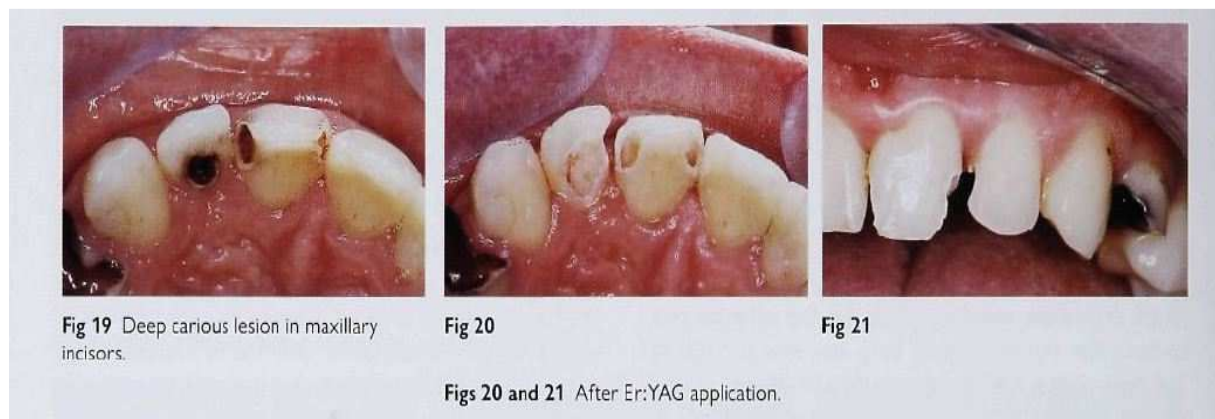 Fig 19 Deep carious lesion in maxillary
incisors.
Fig 20
Fig 21
Figs 20 and 21 After Er:YAG application.